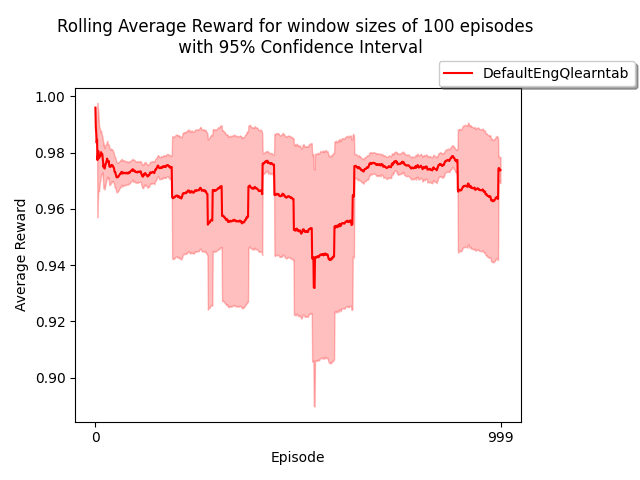 Rolling Average Reward for window sizes of 100 episodes
with 95% Confidence Interval
DefaultEngQlearntab
1.00
0.98
0.96
0.94
0.92
0.90
Average Reward
0
999
Episode